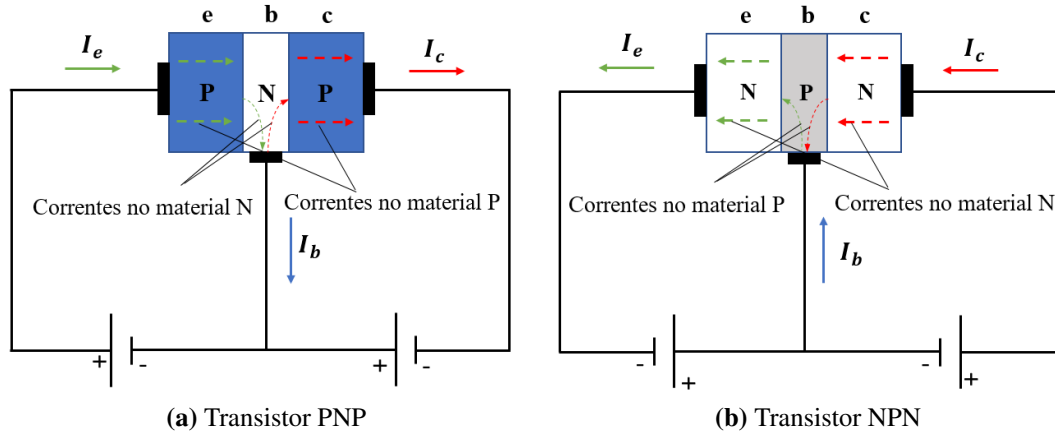 e b c
I_e
I_c
P N P
Correntes no material N
Correntes no material P
I_b
+ - + -
(a) Transistor PNP
e b c
I_e
I_c
N P N
Correntes no material P
Correntes no material N
I_b
- + - +
(b) Transistor NPN